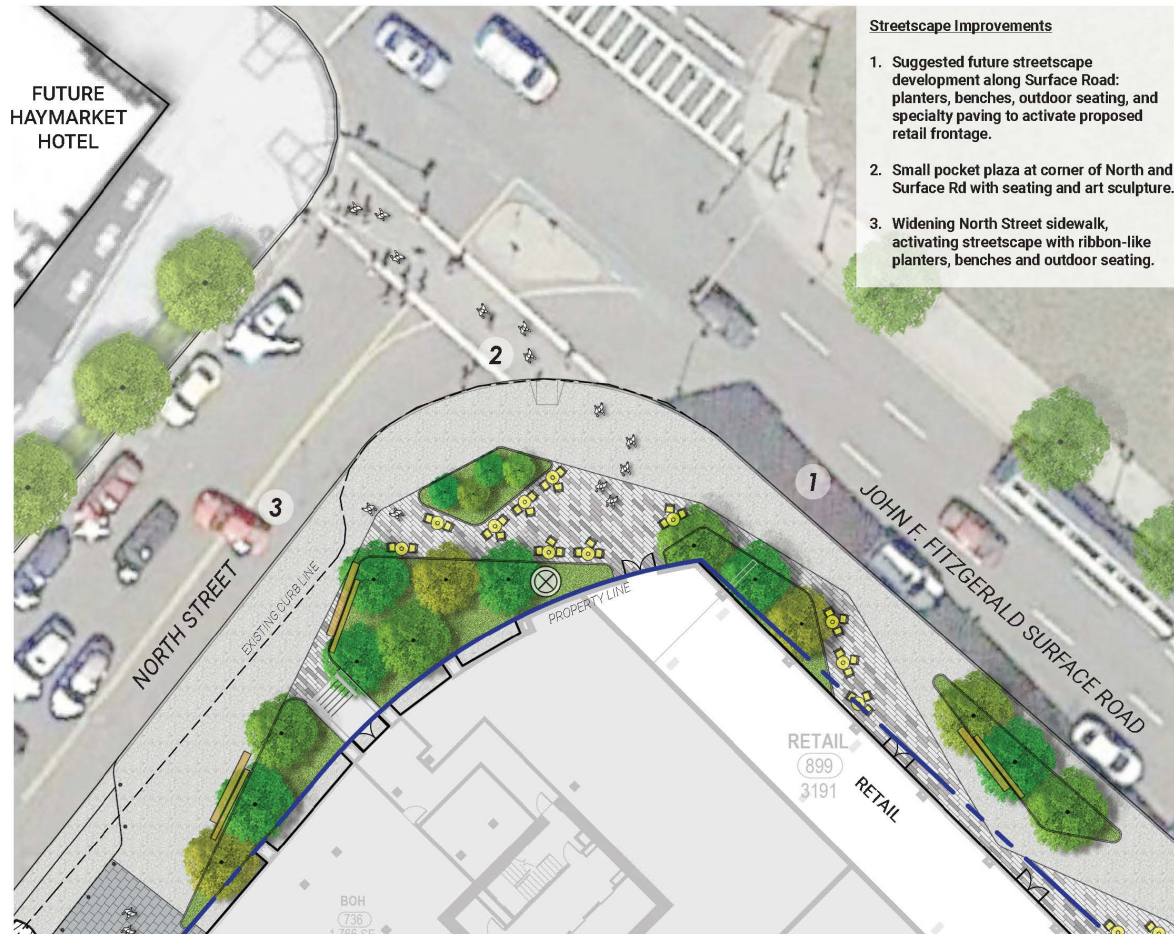 Streetscape Improvements
1. Suggested future streetscape
development along Surface Road:
planters, benches, outdoor seating, and
specialty paving to activate proposed
retail frontage.
2. Small pocket plaza at corner of North and
Surface Rd with seating and art sculpture.
3. Widening North Street sidewalk,
activating streetscape with ribbon-like
planters, benches and outdoor seating.
FUTURE
HAYMARKET
HOTEL
2
1
3
JOHN F. FITZGERALD SURFACE ROAD
NORTH STREET
EXISTING CURB LINE
PROPERTY LINE
RETAIL
899
3191
RETAIL
BOH
736
1,766 SF